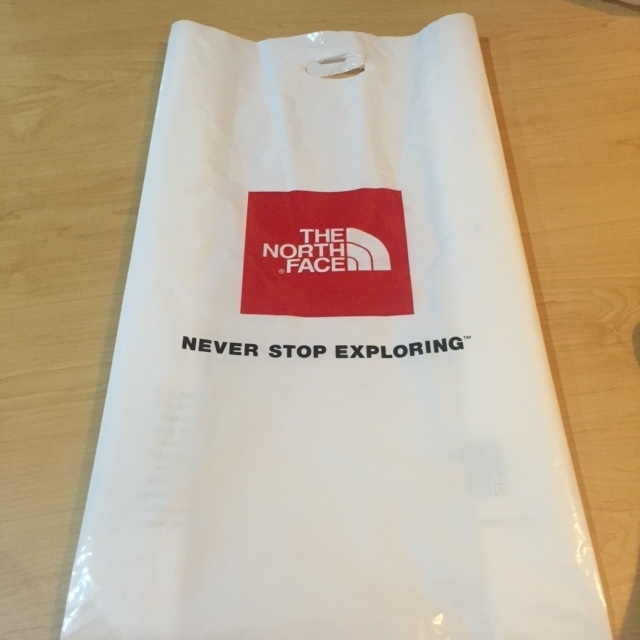 THE
NORTH
FACE®
NEVER STOP EXPLORING™